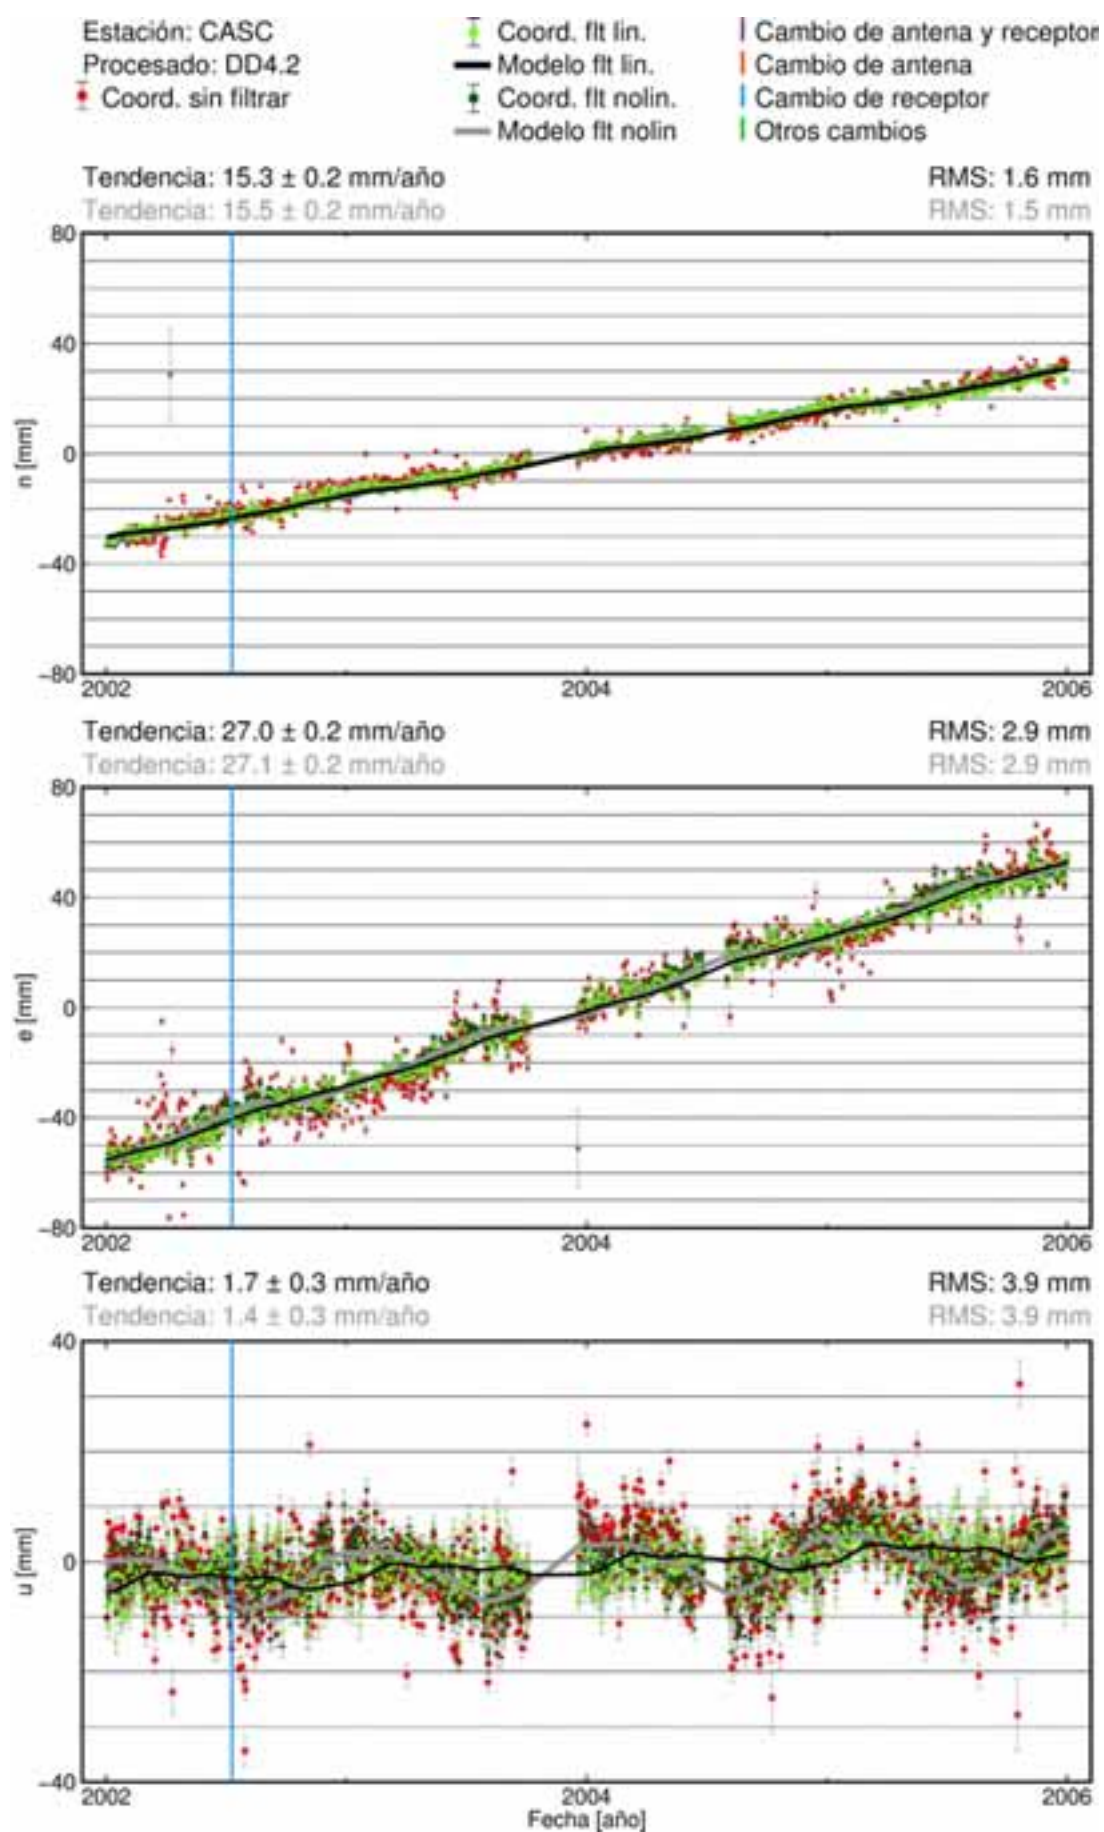 Estación: CASC
Procesado: DD4.2
Coord. sin filtrar
Coord. flt lin.
Modelo flt lin.
Coord. flt nolin.
Modelo flt nolin
Cambio de antena y receptor
Cambio de antena
Cambio de receptor
Otros cambios
Tendencia: 15.3 ± 0.2 mm/año RMS: 1.6 mm
Tendencia: 15.5 ± 0.2 mm/año RMS: 1.5 mm
80
40
0
−40
−80
n [mm]
2002 2004 2006
Tendencia: 27.0 ± 0.2 mm/año RMS: 2.9 mm
Tendencia: 27.1 ± 0.2 mm/año RMS: 2.9 mm
80
40
0
−40
−80
e [mm]
2002 2004 2006
Tendencia: 1.7 ± 0.3 mm/año RMS: 3.9 mm
Tendencia: 1.4 ± 0.3 mm/año RMS: 3.9 mm
40
20
0
−20
−40
u [mm]
2002 2004 2006
Fecha [año]